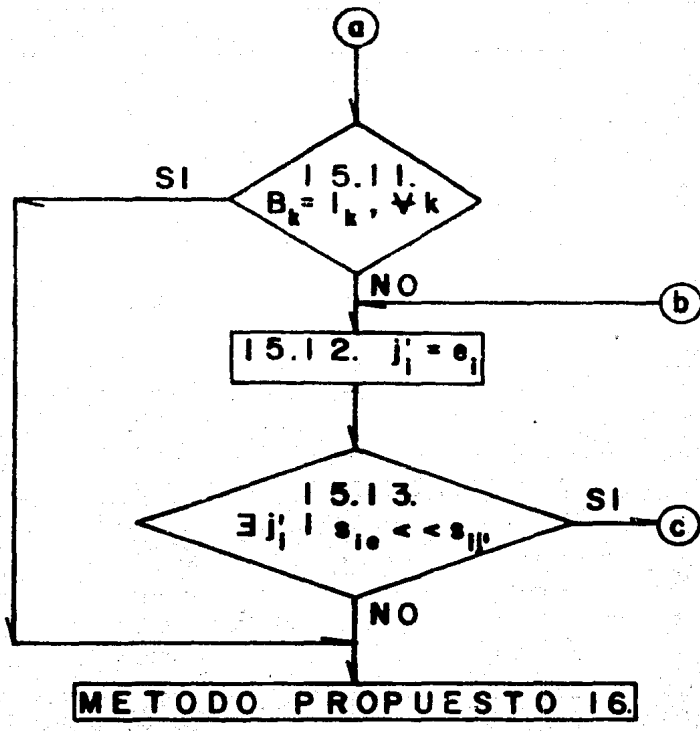 a
15.11.
SI
B_k = I_k, ∀ k
NO
b
15.12. j'_i = e_i
15.13.
SI
∃ j'_i | s_ie << s_ij'
c
NO
METODO PROPUESTO 16.